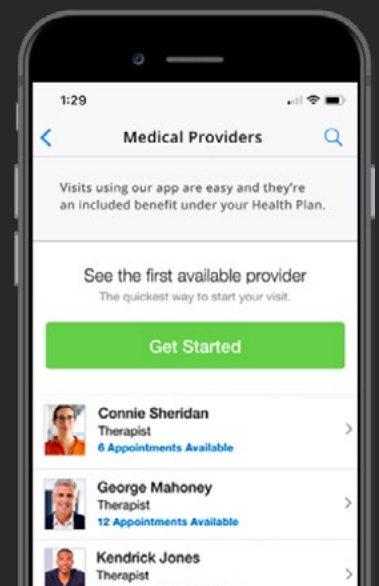 1:29
Medical Providers
Visits using our app are easy and they're
an included benefit under your Health Plan.
See the first available provider
The quickest way to start your visit.
Get Started
Connie Sheridan
Therapist
6 Appointments Available
George Mahoney
Therapist
12 Appointments Available
Kendrick Jones
Therapist